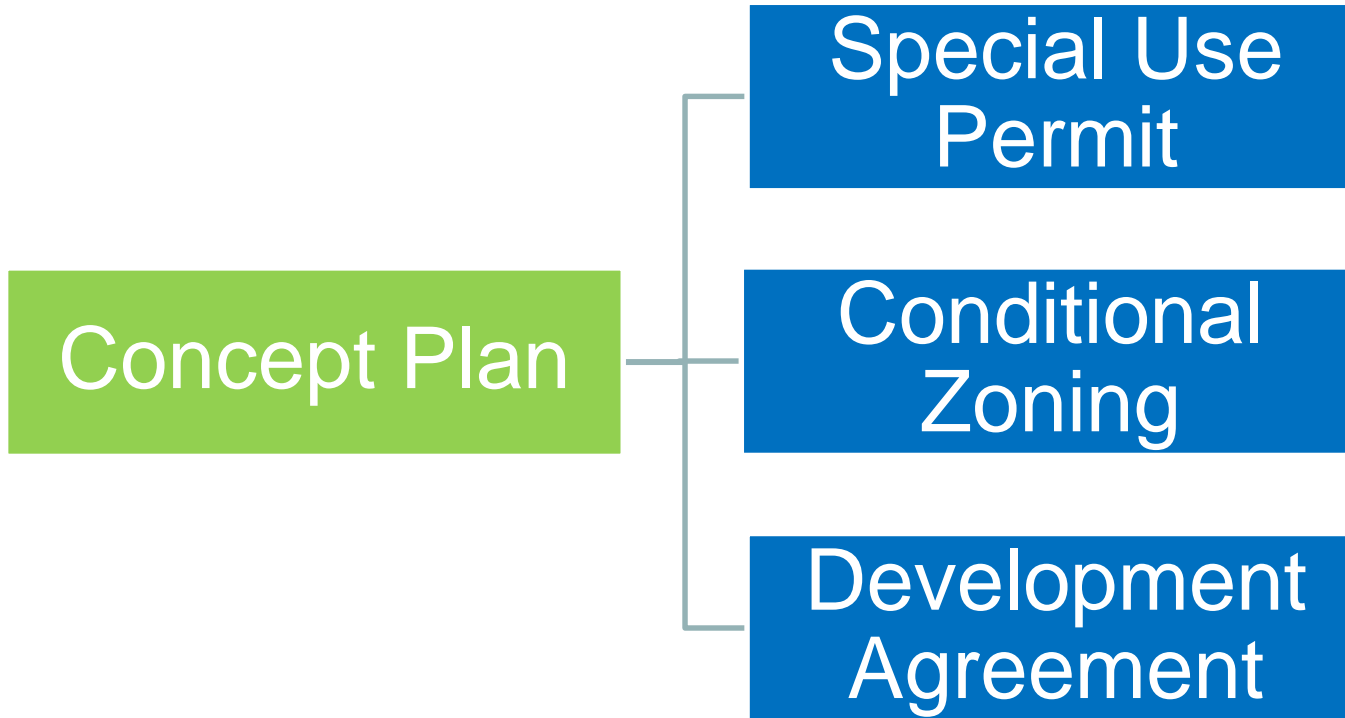 Concept Plan
Special Use
Permit
Conditional
Zoning
Development
Agreement